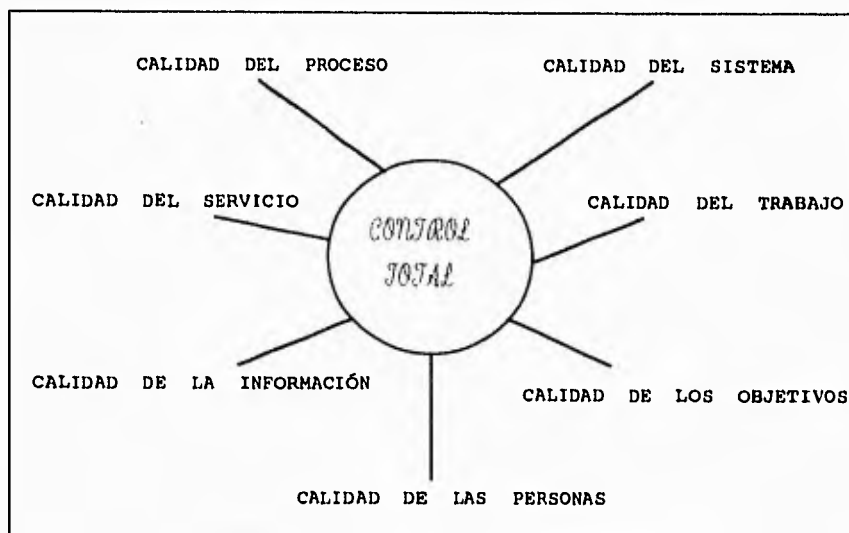 CALIDAD DEL PROCESO
CALIDAD DEL SISTEMA
CALIDAD DEL SERVICIO
CALIDAD DEL TRABAJO
CONTROL
TOTAL
CALIDAD DE LA INFORMACIÓN
CALIDAD DE LOS OBJETIVOS
CALIDAD DE LAS PERSONAS